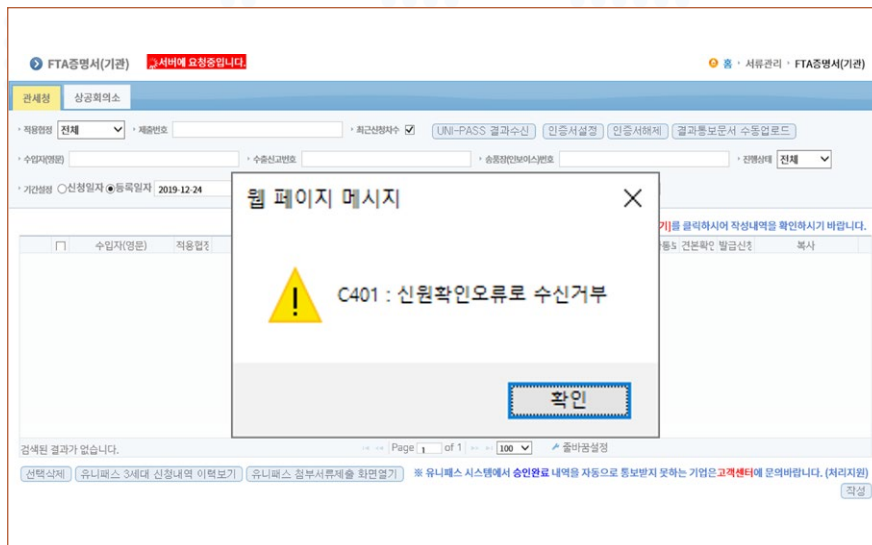 FTA증명서(기관) 서버에 요청중입니다. 홈 · 서류관리 · FTA증명서(기관)
관세청 상공회의소
적용협정 전체 제출번호 최근신청자수 UNI-PASS 결과수신 인증서설정 인증서해제 결과통보문서 수동업로드
수입자(영문) 수출신고번호 송품장(인보이스)번호 진행상태 전체
기간설정 신청일자 등록일자 2019-12-24
웹 페이지 메시지
기]를 클릭하시어 작성내역을 확인하시기 바랍니다.
수입자(영문) 적용협정 견본확인 발급신청 복사
C401 : 신원확인오류로 수신거부
확인
검색된 결과가 없습니다. Page 1 of 1 100 줄바꿈설정
선택삭제 유니패스 3세대 신청내역 이력보기 유니패스 첨부서류제출 화면열기 ※ 유니패스 시스템에서 승인완료 내역을 자동으로 통보받지 못하는 기업은 고객센터에 문의바랍니다. (처리지원)
작성